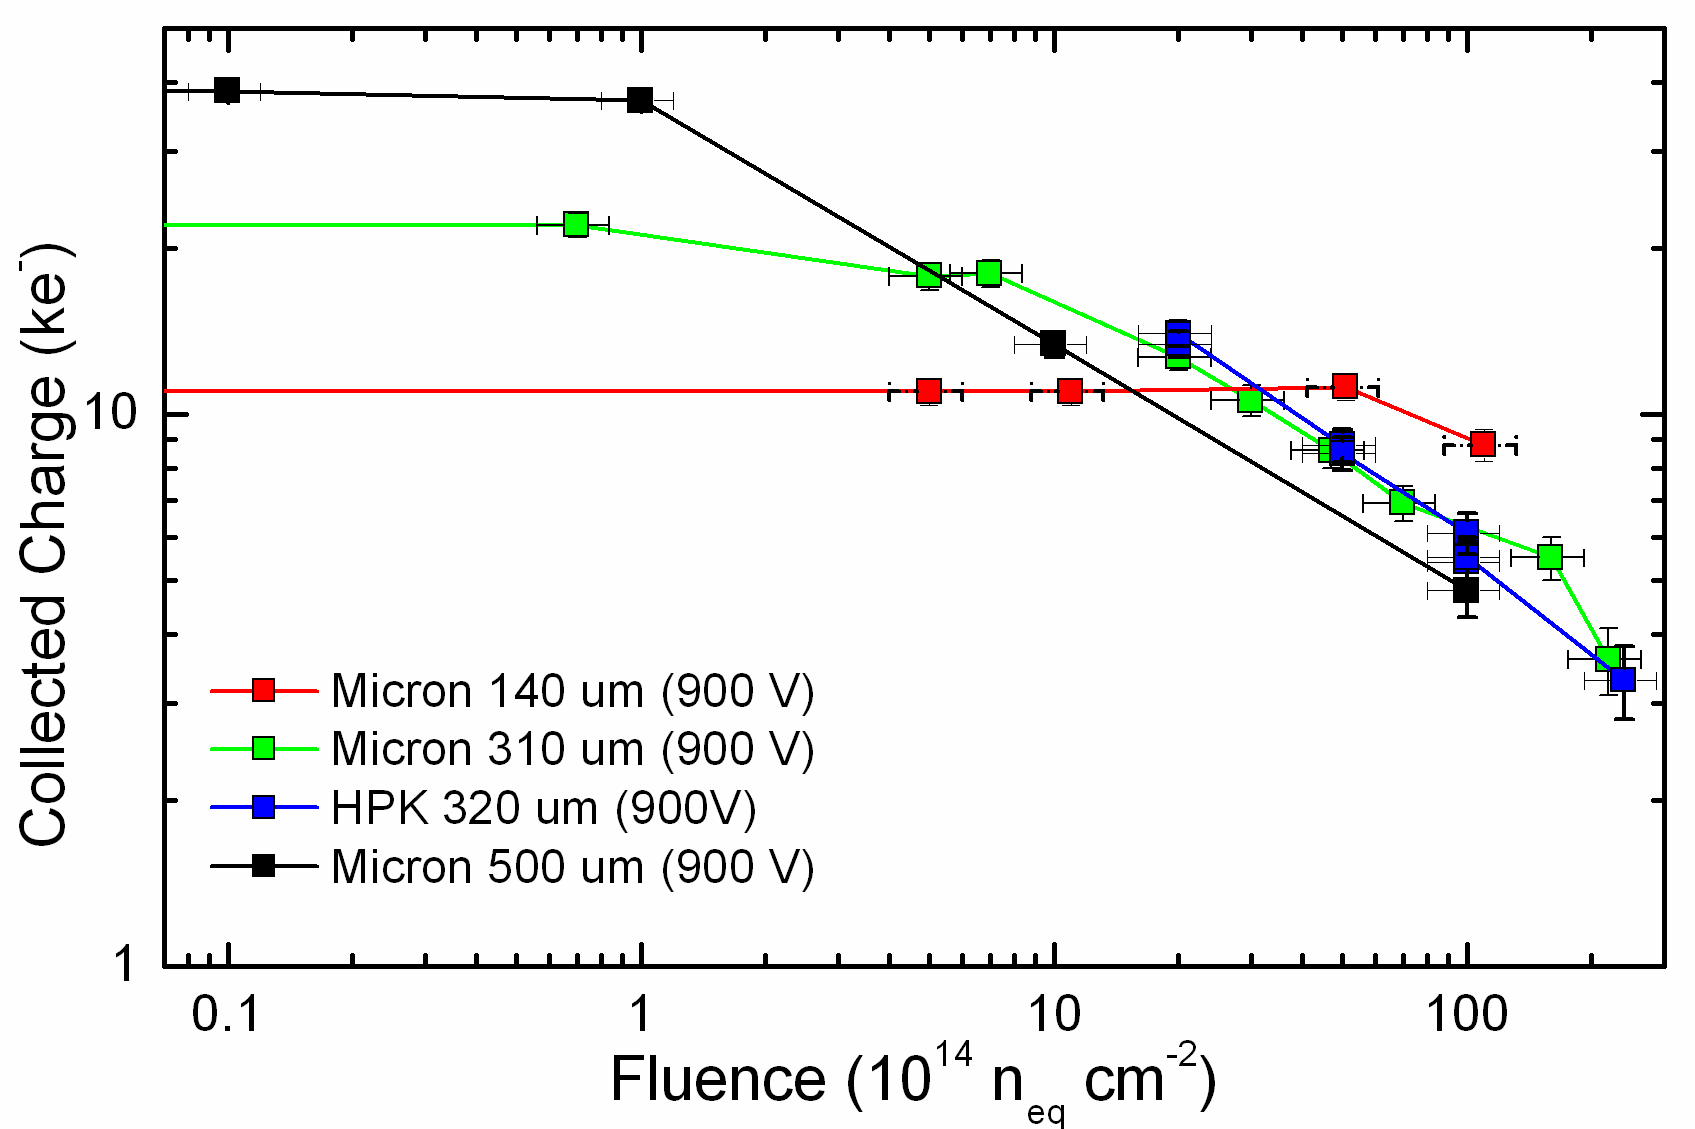 Collected Charge (ke⁻)
10
1
Micron 140 um (900 V)
Micron 310 um (900 V)
HPK 320 um (900V)
Micron 500 um (900 V)
0.1 1 10 100
Fluence (10¹⁴ n_eq cm⁻²)